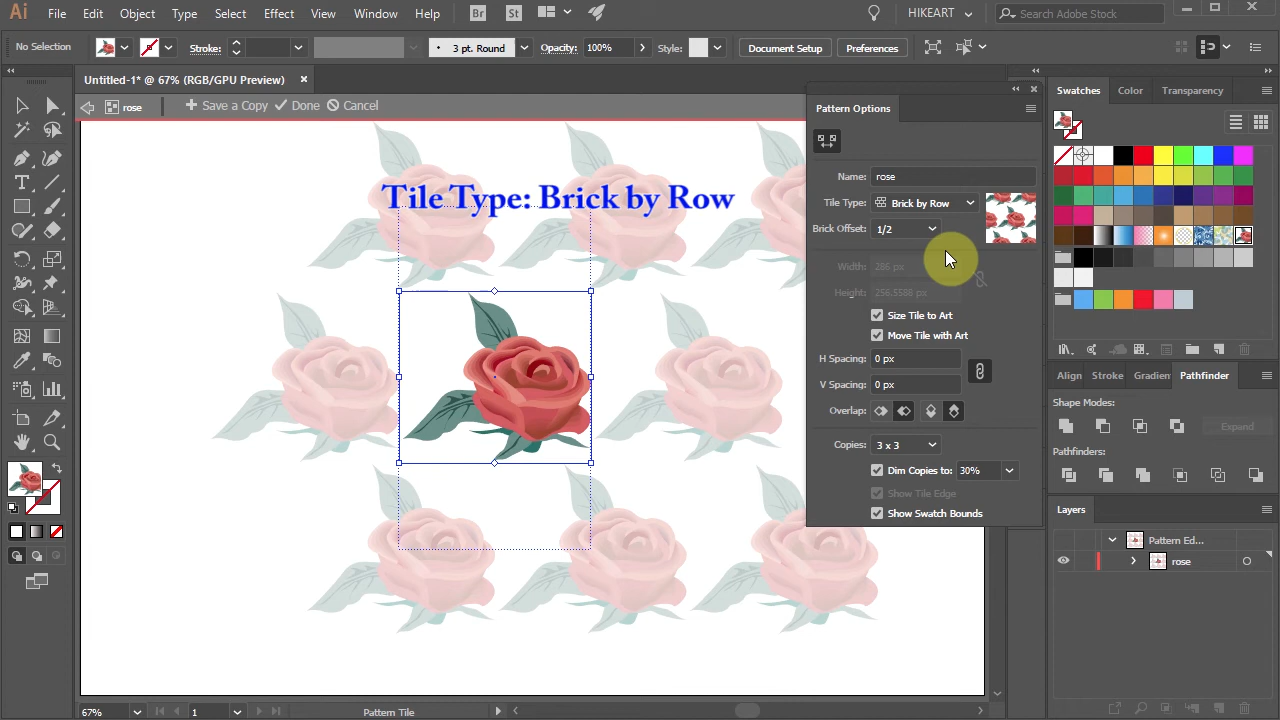 Ai File Edit Object Type Select Effect View Window Help Br St HIKEART Search Adobe Stock
No Selection Stroke: 3 pt. Round Opacity: 100% Style: Document Setup Preferences
Untitled-1* @ 67% (RGB/GPU Preview)
rose Save a Copy Done Cancel
Tile Type: Brick by Row
Pattern Options
Name: rose
Tile Type: Brick by Row
Brick Offset: 1/2
Width: 286 px
Height: 256.5588 px
Size Tile to Art
Move Tile with Art
H Spacing: 0 px
V Spacing: 0 px
Overlap:
Copies: 3 x 3
Dim Copies to: 30%
Show Tile Edge
Show Swatch Bounds
Swatches Color Transparency
Align Stroke Gradien Pathfinder
Shape Modes:
Expand
Pathfinders:
Layers
Pattern Ed...
rose
67% 1 Pattern Tile